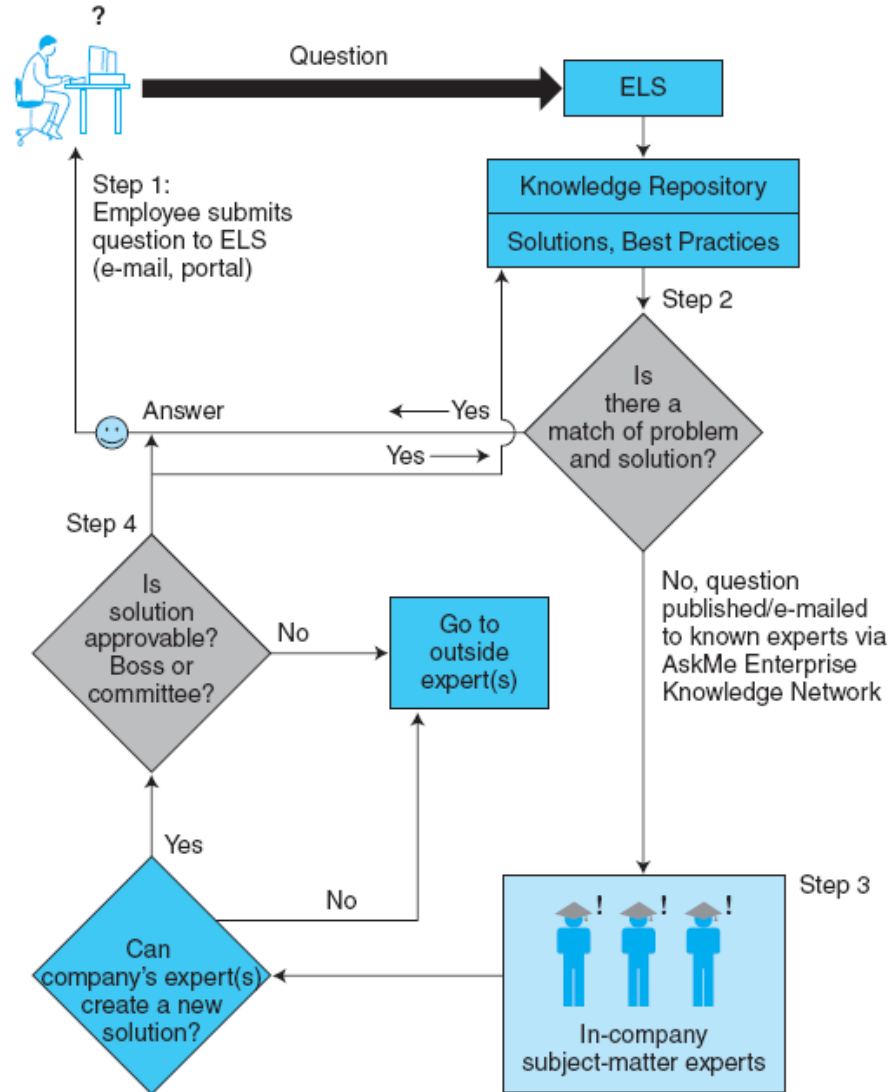 ?
Question
ELS
Step 1:
Employee submits
question to ELS
(e-mail, portal)
Knowledge Repository
Solutions, Best Practices
Step 2
Is
there a
match of problem
and solution?
Answer
Yes
Yes
Step 4
Is
solution
approvable?
Boss or
committee?
No
Go to
outside
expert(s)
No, question
published/e-mailed
to known experts via
AskMe Enterprise
Knowledge Network
Yes
No
Can
company's expert(s)
create a new
solution?
Step 3
! ! !
In-company
subject-matter experts